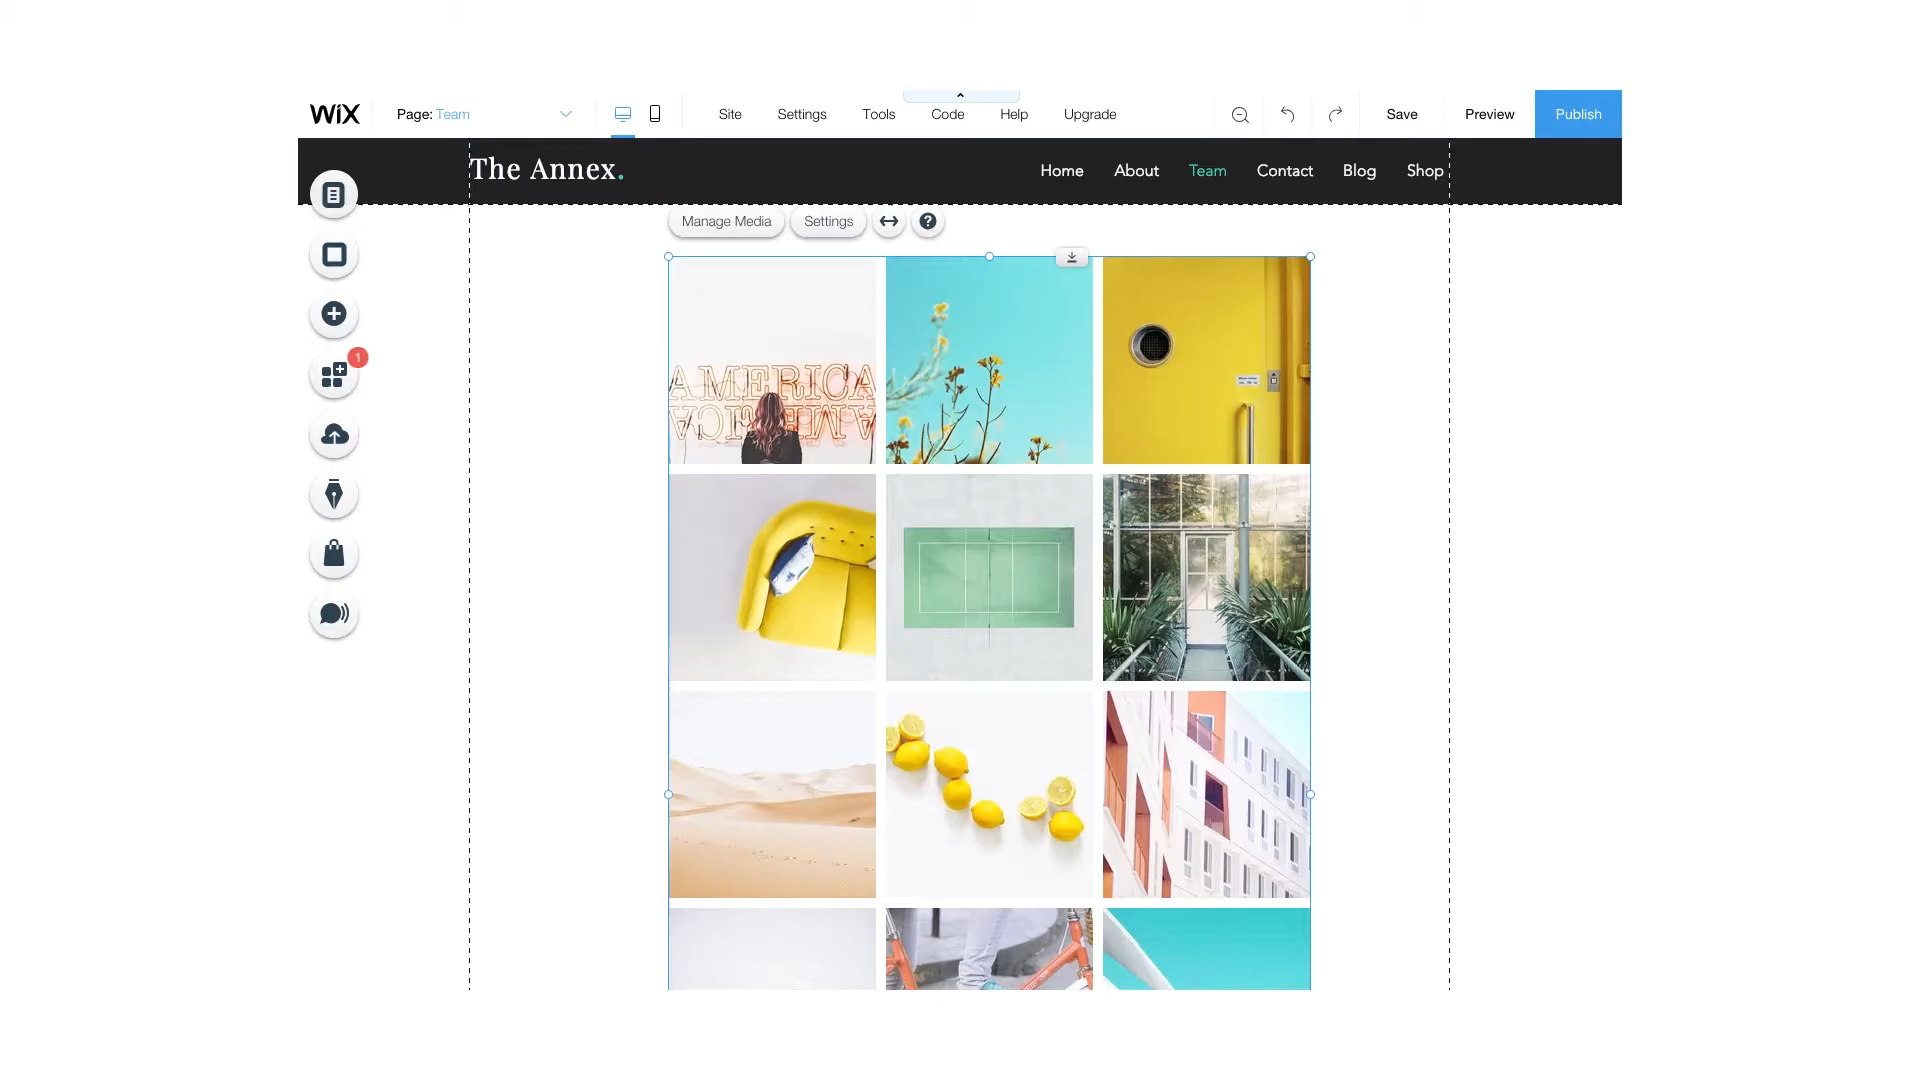 WiX Page: Team Site Settings Tools Code Help Upgrade Save Preview Publish
The Annex. Home About Team Contact Blog Shop
Manage Media Settings ?
1
AMERICA